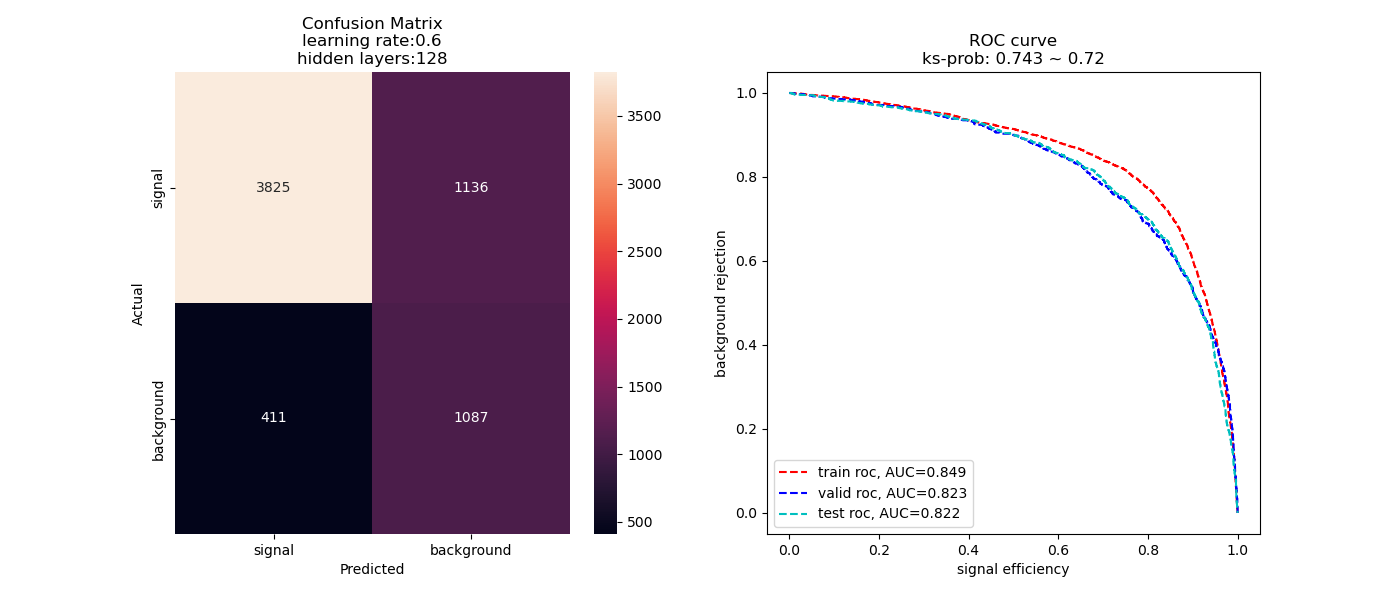 Confusion Matrix
learning rate:0.6
hidden layers:128
signal
background
Actual
3825
1136
411
1087
signal
background
Predicted
3500
3000
2500
2000
1500
1000
500
ROC curve
ks-prob: 0.743 ~ 0.72
background rejection
1.0
0.8
0.6
0.4
0.2
0.0
train roc, AUC=0.849
valid roc, AUC=0.823
test roc, AUC=0.822
0.0
0.2
0.4
0.6
0.8
1.0
signal efficiency